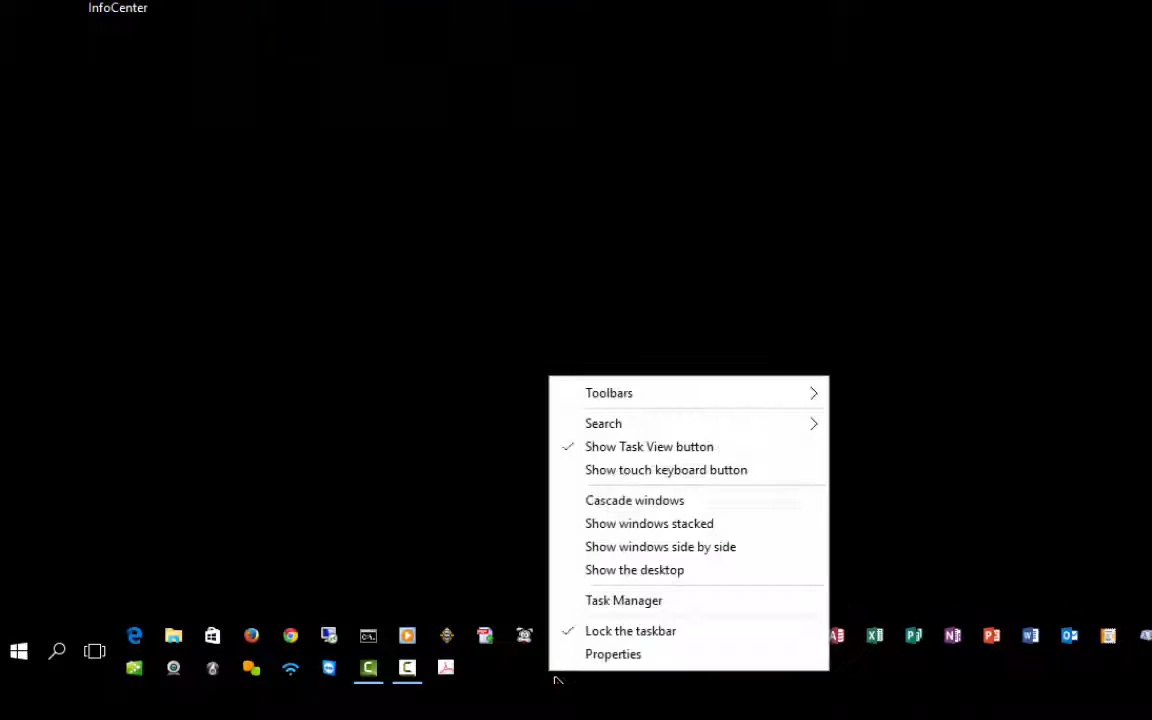 InfoCenter
Toolbars
Search
Show Task View button
Show touch keyboard button
Cascade windows
Show windows stacked
Show windows side by side
Show the desktop
Task Manager
Lock the taskbar
Properties